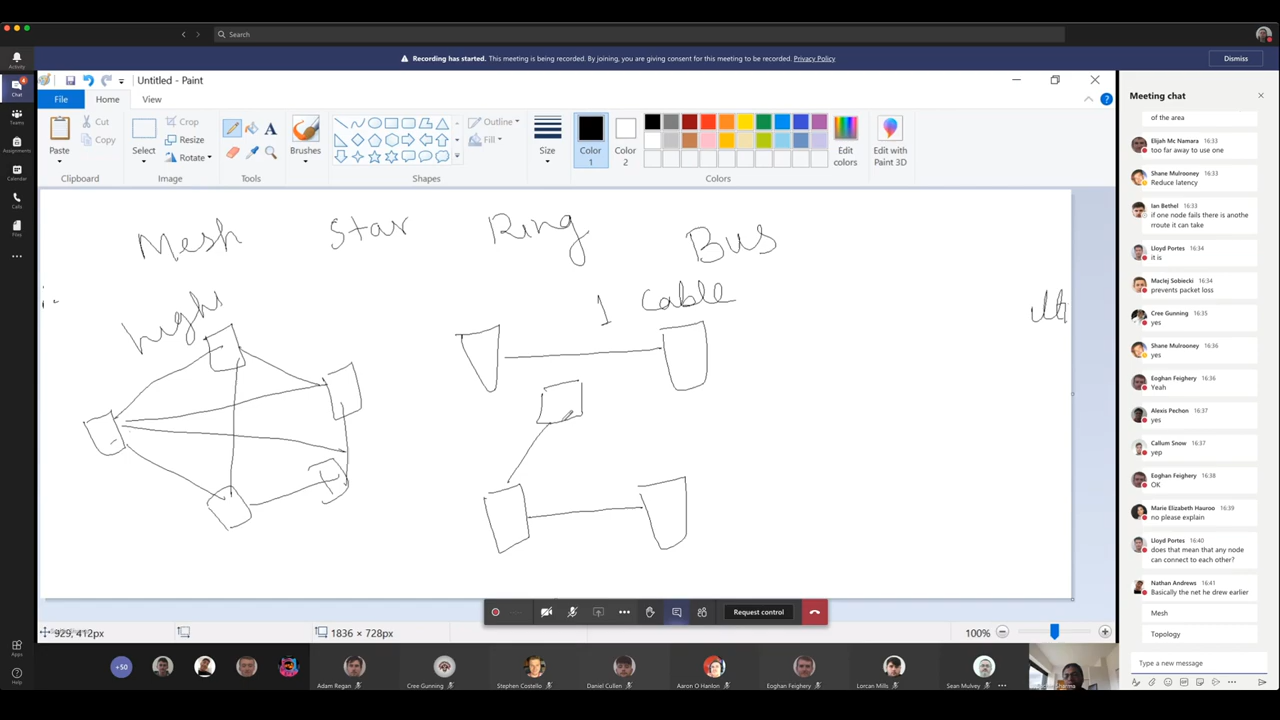 Search
Activity
Recording has started. This meeting is being recorded. By joining, you are giving consent for this meeting to be recorded. Privacy Policy
Dismiss
Chat
Teams
Assignments
Calendar
Calls
Files
Apps
Help
Untitled - Paint
File
Home
View
Paste
Cut
Copy
Clipboard
Select
Crop
Resize
Rotate
Image
Tools
Brushes
Shapes
Outline
Fill
Size
Color 1
Color 2
Colors
Edit colors
Edit with Paint 3D
Mesh Star Ring Bus
1 cable
Request control
929, 412px
1836 × 728px
100%
+50
Adam Regan
Cree Gunning
Stephen Costello
Daniel Cullen
Aaron O Hanlon
Eoghan Feighery
Lorcan Mills
Sean Mulvey
Meeting chat
of the area
Elijah Mc Namara 16:33
too far away to use one
Shane Mulrooney 16:33
Reduce latency
Ian Bethel 16:33
if one node fails there is anothe
rroute it can take
Lloyd Portes 16:34
it is
Maclej Sobiecki 16:34
prevents packet loss
Cree Gunning 16:35
yes
Shane Mulrooney 16:36
yes
Eoghan Feighery 16:36
Yeah
Alexis Pechon 16:37
yes
Callum Snow 16:37
yep
Eoghan Feighery 16:38
OK
Marie Elizabeth Hauroo 16:39
no please explain
Lloyd Portes 16:40
does that mean that any node
can connect to each other?
Nathan Andrews 16:41
Basically the net he drew earlier
Mesh
Topology
Type a new message